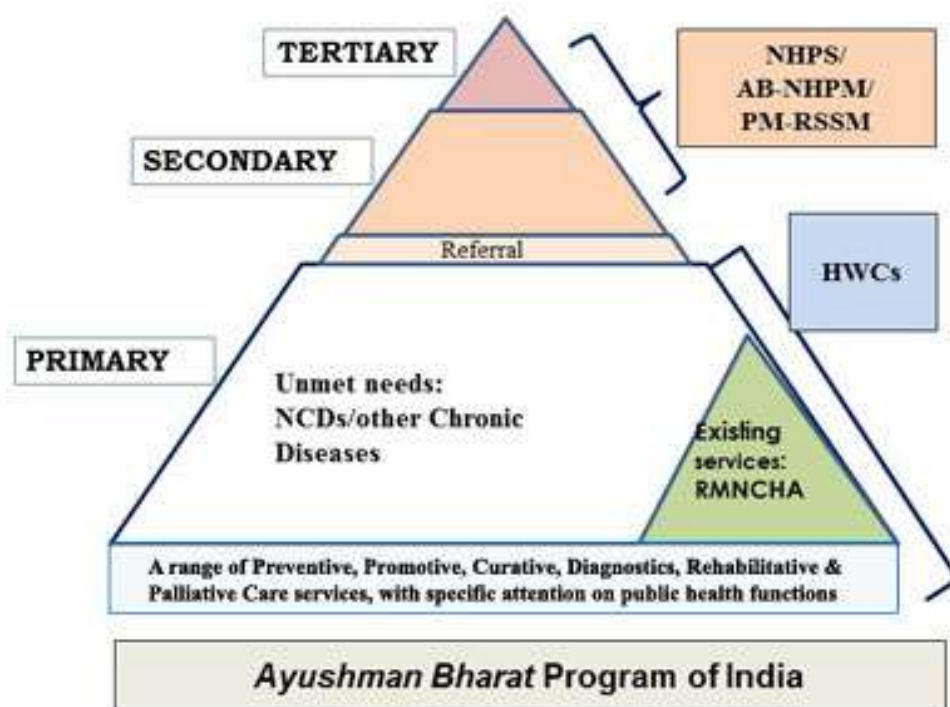 TERTIARY
NHPS/
AB-NHPM/
PM-RSSM
SECONDARY
Referral
HWCs
PRIMARY
Unmet needs:
NCDs/other Chronic
Diseases
Existing
services:
RMNCHA
A range of Preventive, Promotive, Curative, Diagnostics, Rehabilitative &
Palliative Care services, with specific attention on public health functions
Ayushman Bharat Program of India